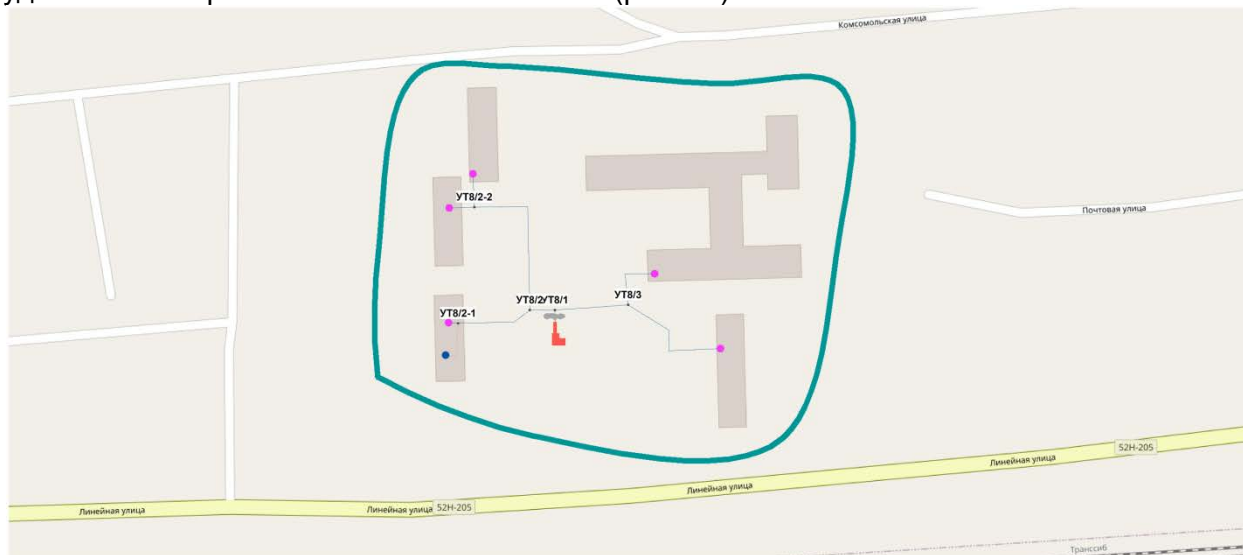 Комсомольская улица
УТ8/2-2
Почтовая улица
УТ8/2 УТ8/1
УТ8/3
УТ8/2-1
52Н-205
Линейная улица
Линейная улица
Линейная улица
Линейная улица 52Н-205
Транссиб